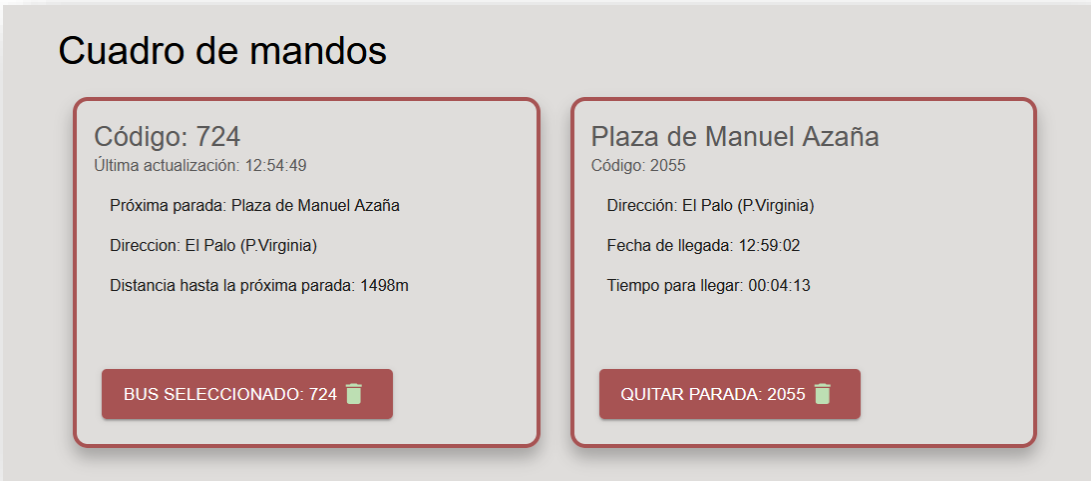 Cuadro de mandos
Código: 724
Última actualización: 12:54:49
Próxima parada: Plaza de Manuel Azaña
Direccion: El Palo (P.Virginia)
Distancia hasta la próxima parada: 1498m
BUS SELECCIONADO: 724
Plaza de Manuel Azaña
Código: 2055
Dirección: El Palo (P.Virginia)
Fecha de llegada: 12:59:02
Tiempo para llegar: 00:04:13
QUITAR PARADA: 2055